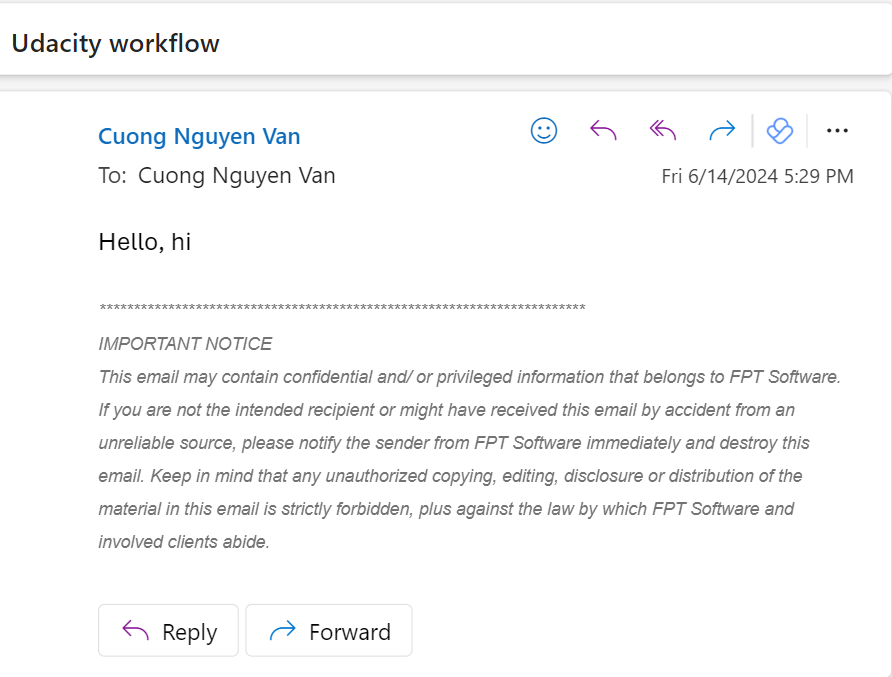 Udacity workflow
Cuong Nguyen Van
To: Cuong Nguyen Van
Fri 6/14/2024 5:29 PM
Hello, hi
***********************************************************************
IMPORTANT NOTICE
This email may contain confidential and/ or privileged information that belongs to FPT Software.
If you are not the intended recipient or might have received this email by accident from an
unreliable source, please notify the sender from FPT Software immediately and destroy this
email. Keep in mind that any unauthorized copying, editing, disclosure or distribution of the
material in this email is strictly forbidden, plus against the law by which FPT Software and
involved clients abide.
Reply
Forward